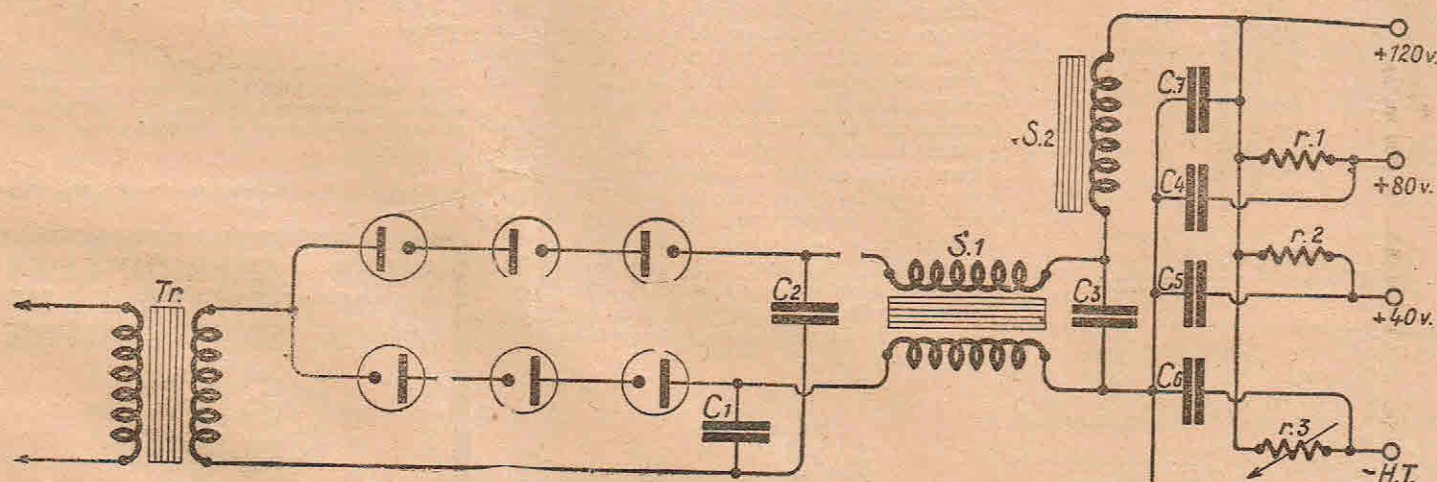 +120v.
C.7
r.1
-S.2
C4
+80v.
r.2
S.1
Tr.
C2
C3
C5
+40v.
C1
C6
r.3
-H.T.